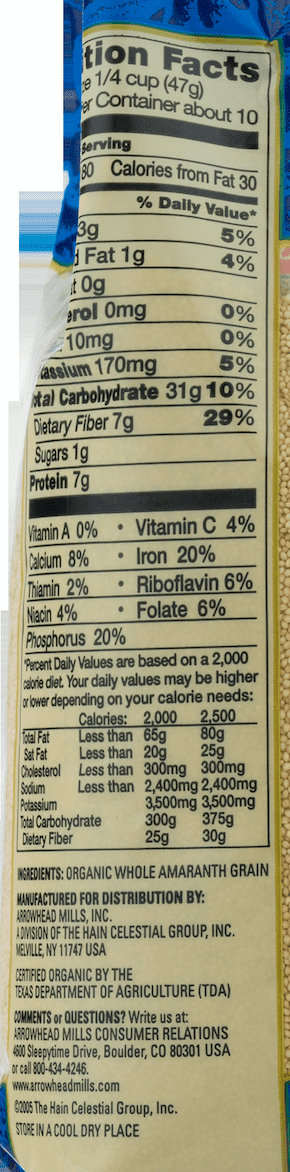 tion Facts
1/4 cup (47g)
Container about 10
Serving
80 Calories from Fat 30
% Daily Value*
3g 5%
Fat 1g 4%
0g
0mg 0%
10mg 0%
170mg 5%
Carbohydrate 31g 10%
Dietary Fiber 7g 29%
Sugars 1g
Protein 7g
Vitamin A 0% • Vitamin C 4%
Calcium 8% • Iron 20%
Thiamin 2% • Riboflavin 6%
Niacin 4% • Folate 6%
Phosphorus 20%
*Percent Daily Values are based on a 2,000
calorie diet. Your daily values may be higher
or lower depending on your calorie needs:
Calories: 2,000 2,500
Total Fat Less than 65g 80g
Sat Fat Less than 20g 25g
Cholesterol Less than 300mg 300mg
Sodium Less than 2,400mg 2,400mg
Potassium 3,500mg 3,500mg
Total Carbohydrate 300g 375g
Dietary Fiber 25g 30g
INGREDIENTS: ORGANIC WHOLE AMARANTH GRAIN
MANUFACTURED FOR DISTRIBUTION BY:
ARROWHEAD MILLS, INC.
A DIVISION OF THE HAIN CELESTIAL GROUP, INC.
MELVILLE, NY 11747 USA
CERTIFIED ORGANIC BY THE
TEXAS DEPARTMENT OF AGRICULTURE (TDA)
COMMENTS or QUESTIONS? Write us at:
ARROWHEAD MILLS CONSUMER RELATIONS
4600 Sleepytime Drive, Boulder, CO 80301 USA
or call 800-434-4246.
www.arrowheadmills.com
©2005 The Hain Celestial Group, Inc.
STORE IN A COOL DRY PLACE